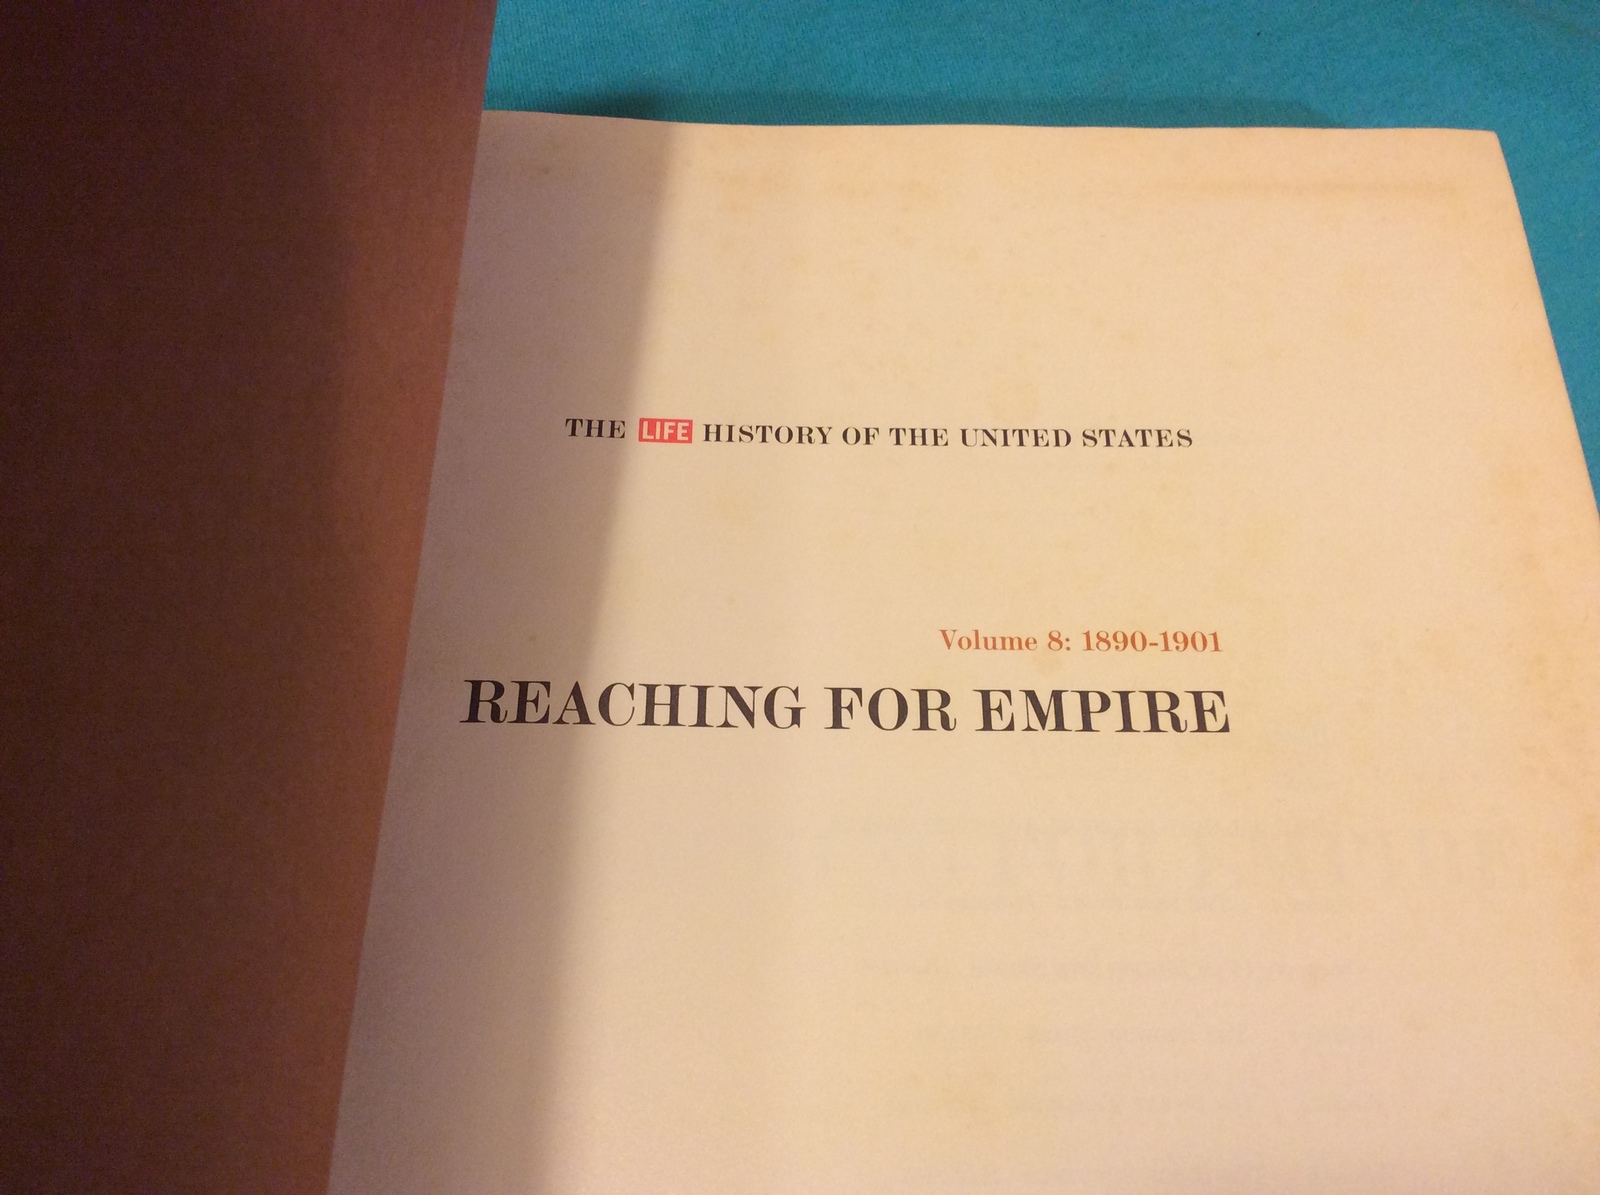 THE LIFE HISTORY OF THE UNITED STATES
Volume 8: 1890-1901
REACHING FOR EMPIRE